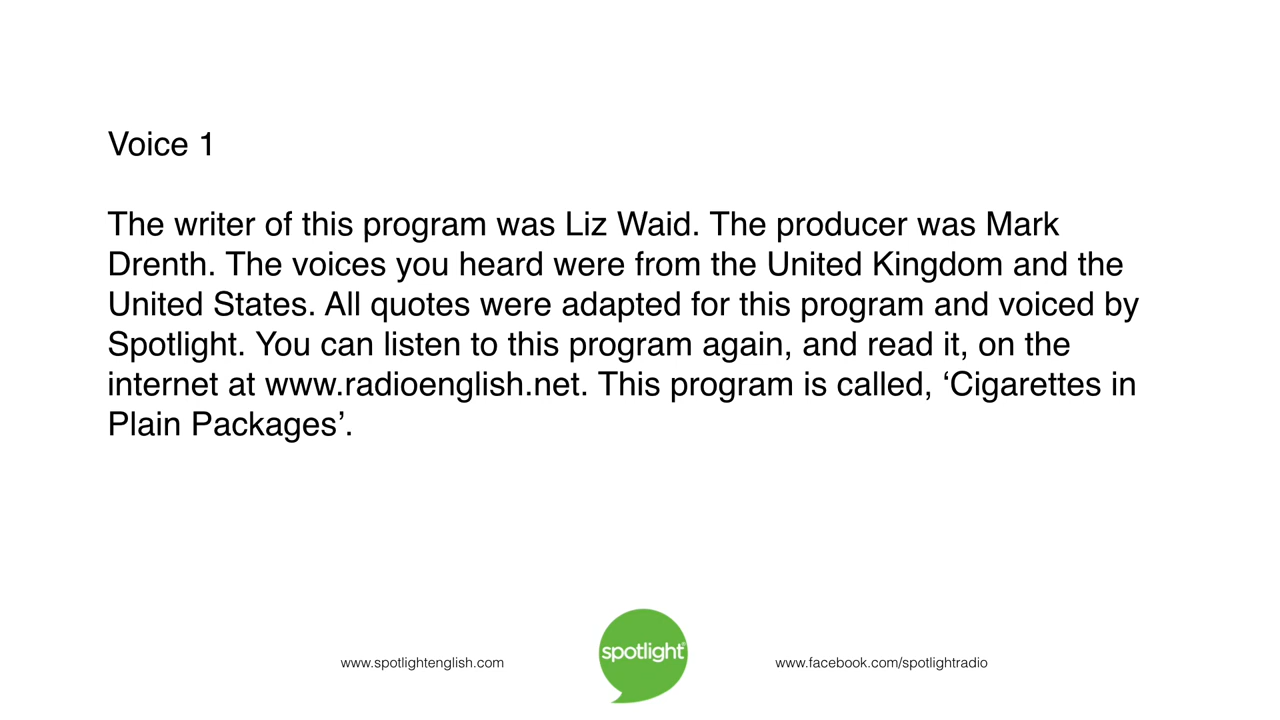 Voice 1
The writer of this program was Liz Waid. The producer was Mark
Drenth. The voices you heard were from the United Kingdom and the
United States. All quotes were adapted for this program and voiced by
Spotlight. You can listen to this program again, and read it, on the
internet at www.radioenglish.net. This program is called, ‘Cigarettes in
Plain Packages’.
www.spotlightenglish.com
spotlight®
www.facebook.com/spotlightradio